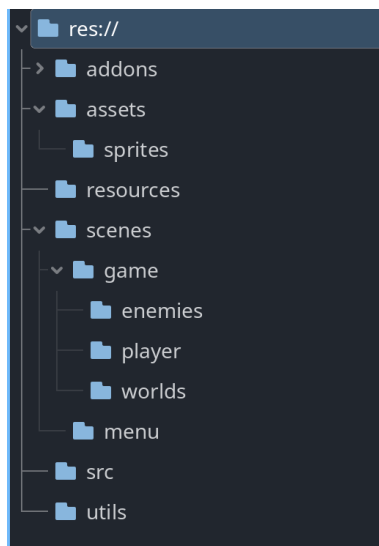 res://
addons
assets
sprites
resources
scenes
game
enemies
player
worlds
menu
src
utils